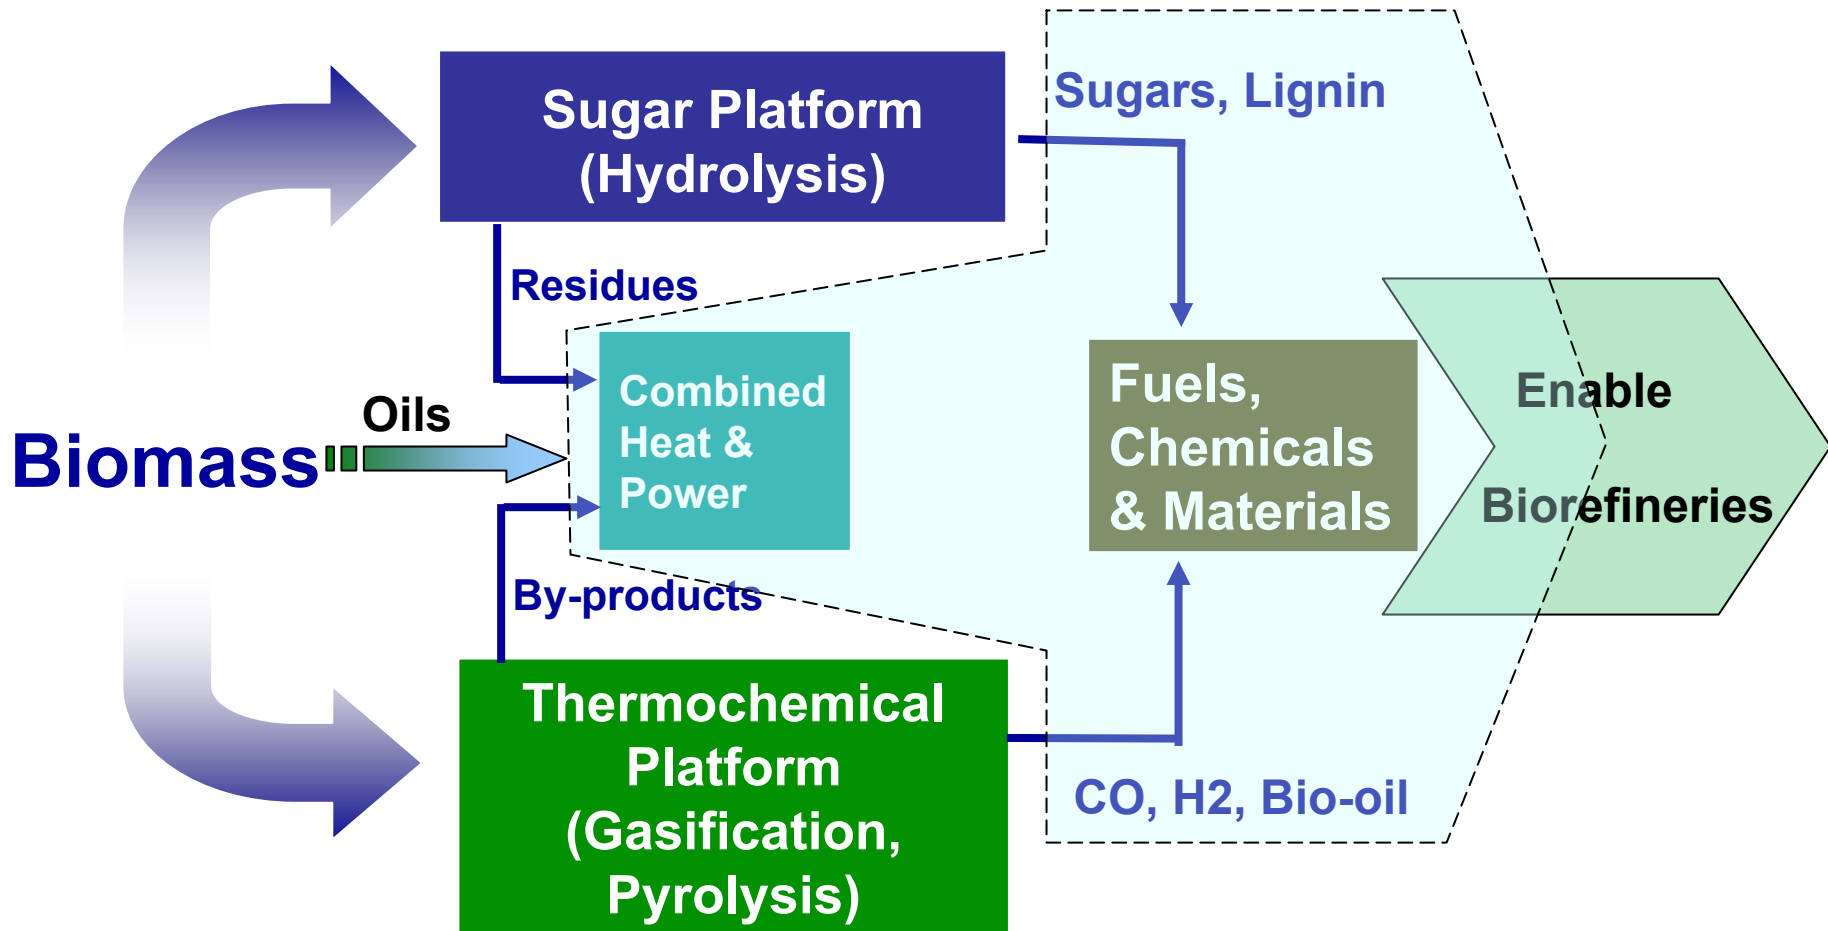 Sugar Platform
(Hydrolysis)
Sugars, Lignin
Residues
Oils
Biomass
Combined
Heat &
Power
Fuels,
Chemicals
& Materials
Enable
Biorefineries
By-products
Thermochemical
Platform
(Gasification,
Pyrolysis)
CO, H2, Bio-oil